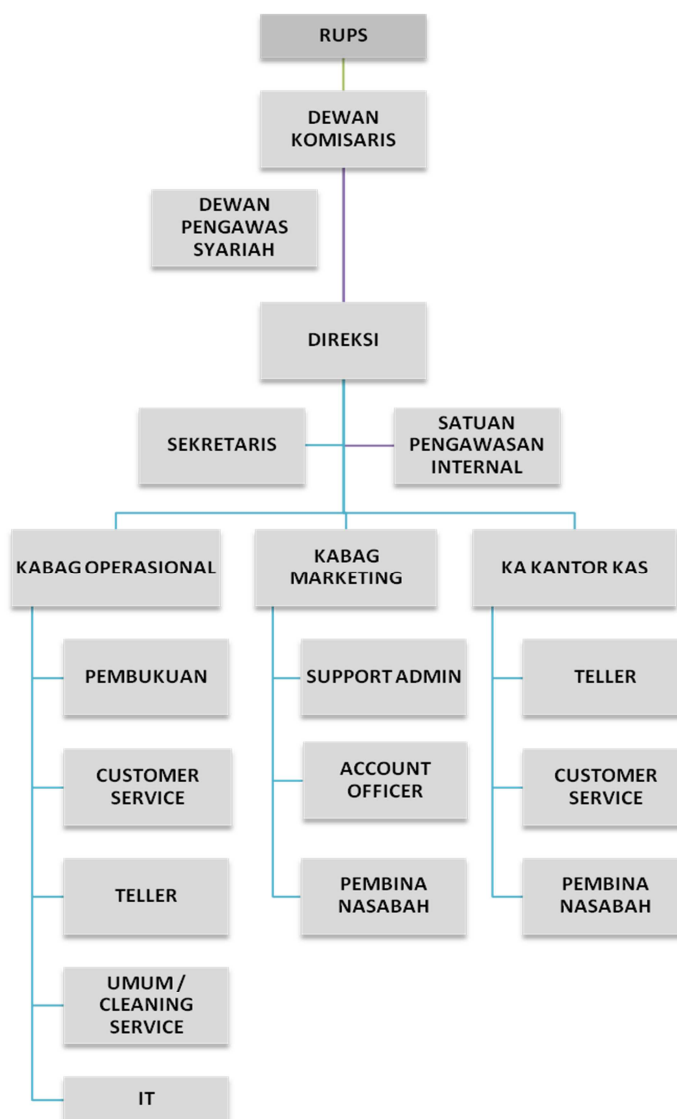 RUPS
DEWAN
KOMISARIS
DEWAN
PENGAWAS
SYARIAH
DIREKSI
SEKRETARIS
SATUAN
PENGAWASAN
INTERNAL
KABAG OPERASIONAL
KABAG
MARKETING
KA KANTOR KAS
PEMBUKUAN
SUPPORT ADMIN
TELLER
CUSTOMER
SERVICE
ACCOUNT
OFFICER
CUSTOMER
SERVICE
TELLER
PEMBINA
NASABAH
PEMBINA
NASABAH
UMUM /
CLEANING
SERVICE
IT